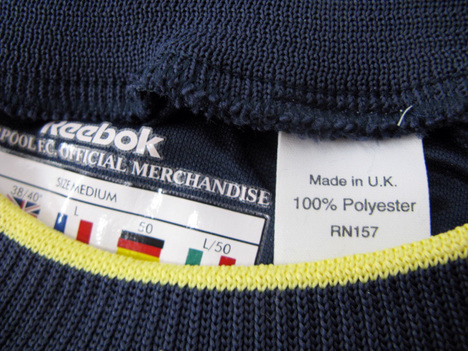 Reebok
POOL F.C. OFFICIAL MERCHANDISE
SIZE MEDIUM
38/40"
L
50
L/50
Made in U.K.
100% Polyester
RN157